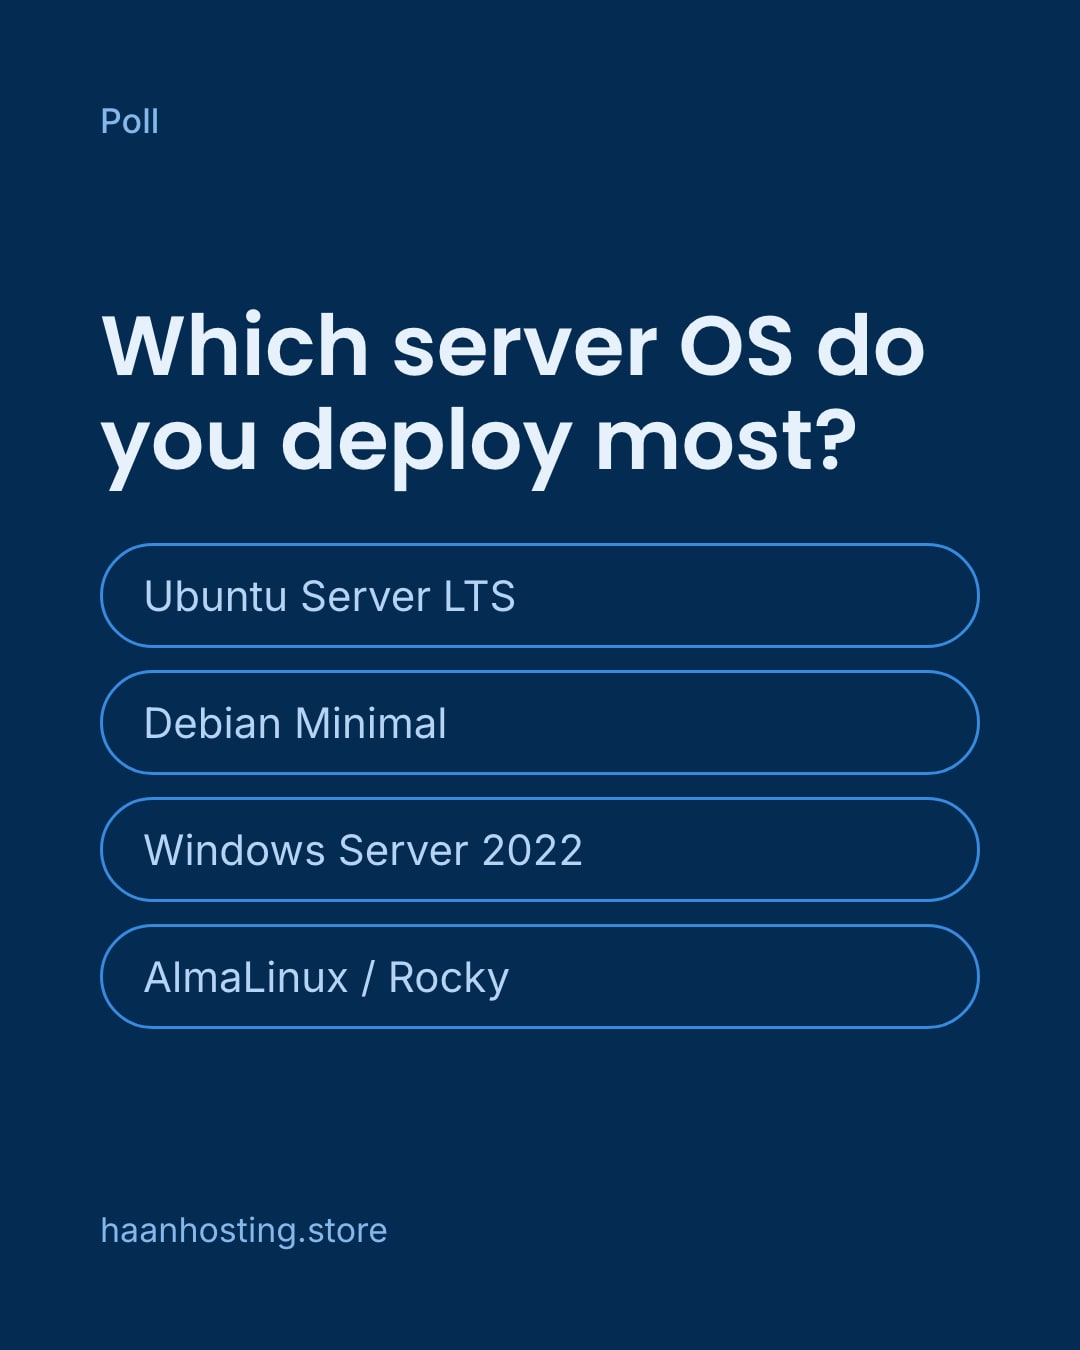 Poll
Which server OS do
you deploy most?
Ubuntu Server LTS
Debian Minimal
Windows Server 2022
AlmaLinux / Rocky
haanhosting.store